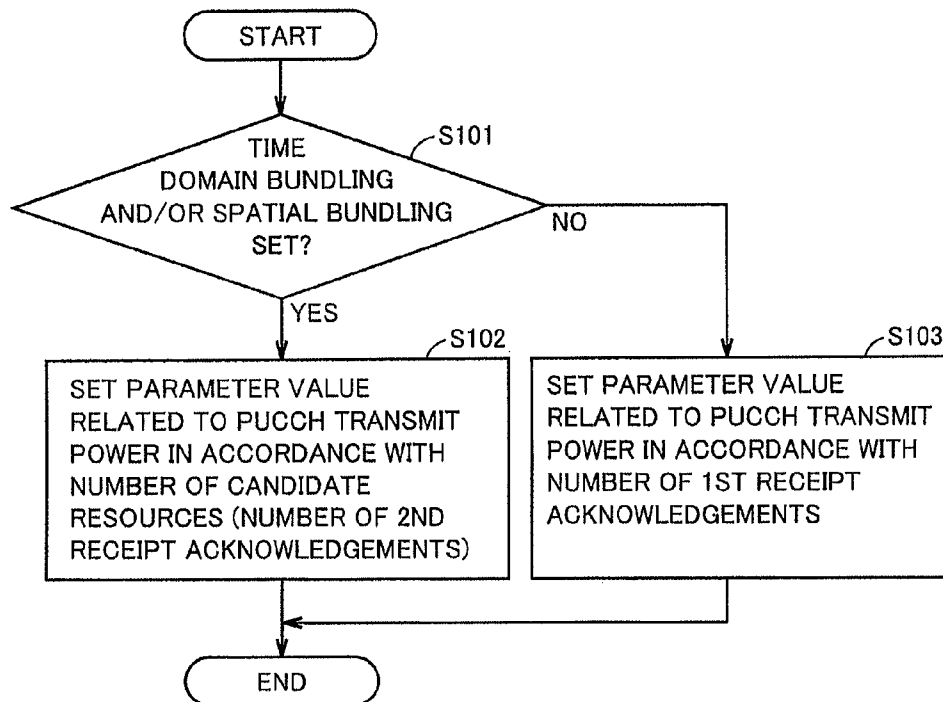 START
S101
TIME
DOMAIN BUNDLING
AND/OR SPATIAL BUNDLING
SET?
NO
YES
S102
SET PARAMETER VALUE
RELATED TO PUCCH TRANSMIT
POWER IN ACCORDANCE WITH
NUMBER OF CANDIDATE
RESOURCES (NUMBER OF 2ND
RECEIPT ACKNOWLEDGEMENTS)
S103
SET PARAMETER VALUE
RELATED TO PUCCH TRANSMIT
POWER IN ACCORDANCE WITH
NUMBER OF 1ST RECEIPT
ACKNOWLEDGEMENTS
END